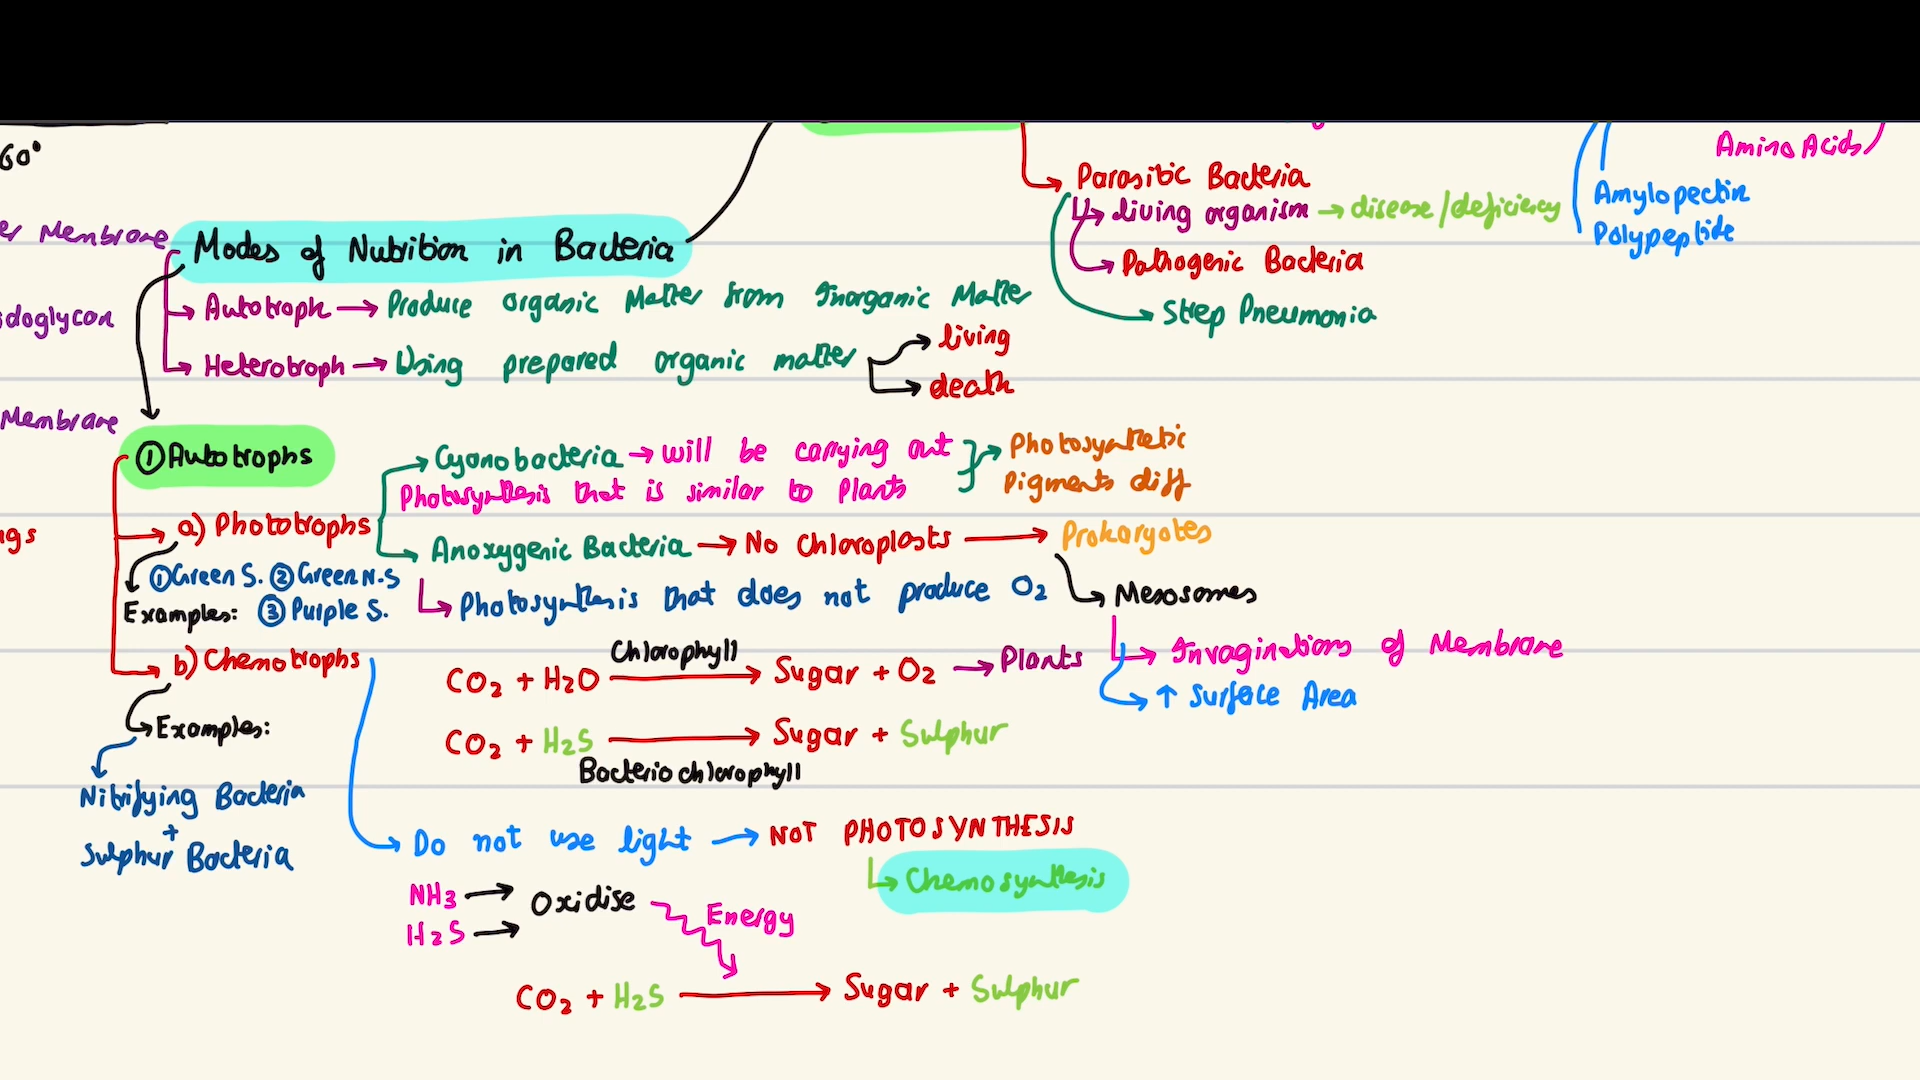 60°
er Membrane
doglycan
Membrane
gs
Modes of Nutrition in Bacteria
Autotroph → Produce organic Matter from Inorganic Matter
Heterotroph → Using prepared organic matter
living
death
① Autotrophs
a) Phototrophs
① Green S. ② Green N.S
Examples: ③ Purple S.
Cyanobacteria → will be carrying out
Photosynthesis that is similar to Plants
Photosynthetic
Pigments diff
Anoxygenic Bacteria → No Chloroplasts → Prokaryotes
Photosynthesis that does not produce O2
Mesosomes
Invaginations of Membrane
↑ Surface Area
b) Chemotrophs
Examples:
Nitrifying Bacteria
+
Sulphur Bacteria
Chlorophyll
CO2 + H2O → Sugar + O2 → Plants
CO2 + H2S → Sugar + Sulphur
Bacteriochlorophyll
Do not use light → NOT PHOTOSYNTHESIS
Chemosynthesis
NH3 → Oxidise
H2S →
Energy
CO2 + H2S → Sugar + Sulphur
Parasitic Bacteria
living organism → disease/deficiency
Pathogenic Bacteria
Strep Pneumonia
Amino Acids
Amylopectin
Polypeptide